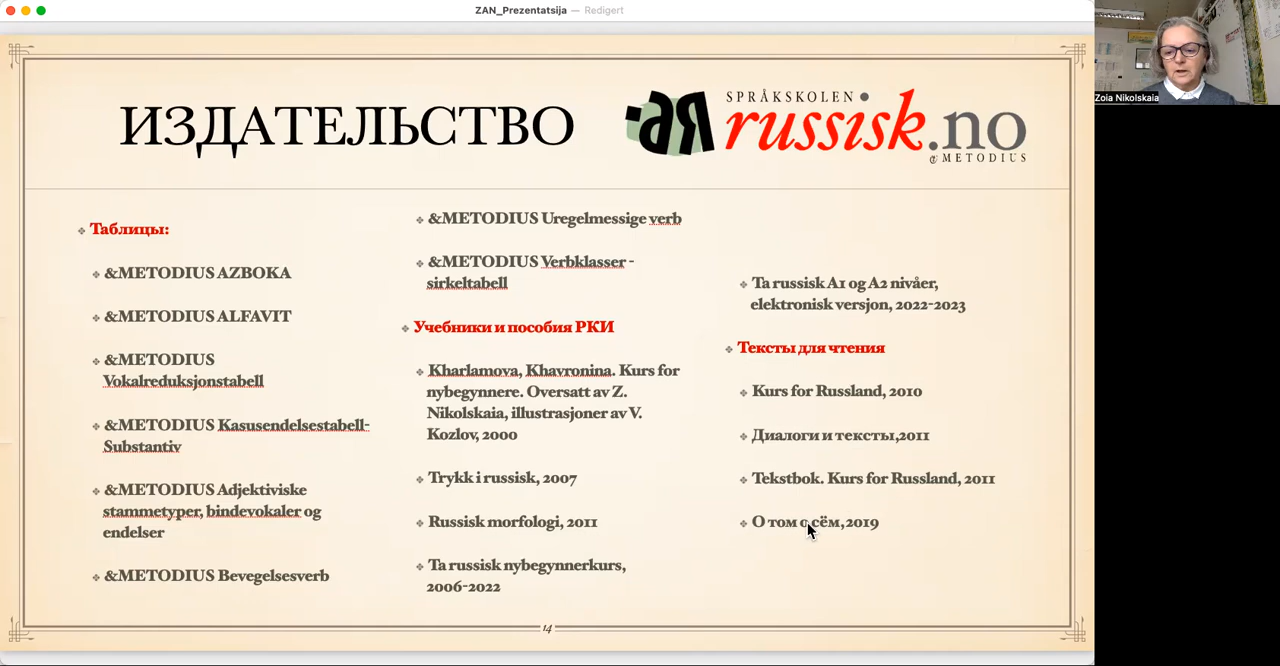 ZAN_Prezentatsija — Redigert
ИЗДАТЕЛЬСТВО
SPRÅKSKOLEN
russisk.no
& METODIUS
Таблицы:
&METODIUS AZBOKA
&METODIUS ALFAVIT
&METODIUS
Vokalreduksjonstabell
&METODIUS Kasusendelsestabell-
Substantiv
&METODIUS Adjektiviske
stammetyper, bindevokaler og
endelser
&METODIUS Bevegelsesverb
&METODIUS Uregelmessige verb
&METODIUS Verbklasser -
sirkeltabell
Учебники и пособия РКИ
Kharlamova, Khavronina. Kurs for
nybegynnere. Oversatt av Z.
Nikolskaia, illustrasjoner av V.
Kozlov, 2000
Trykk i russisk, 2007
Russisk morfologi, 2011
Ta russisk nybegynnerkurs,
2006-2022
Ta russisk A1 og A2 nivåer,
elektronisk versjon, 2022-2023
Тексты для чтения
Kurs for Russland, 2010
Диалоги и тексты,2011
Tekstbok. Kurs for Russland, 2011
О том о сём,2019
14
Zoia Nikolskaia